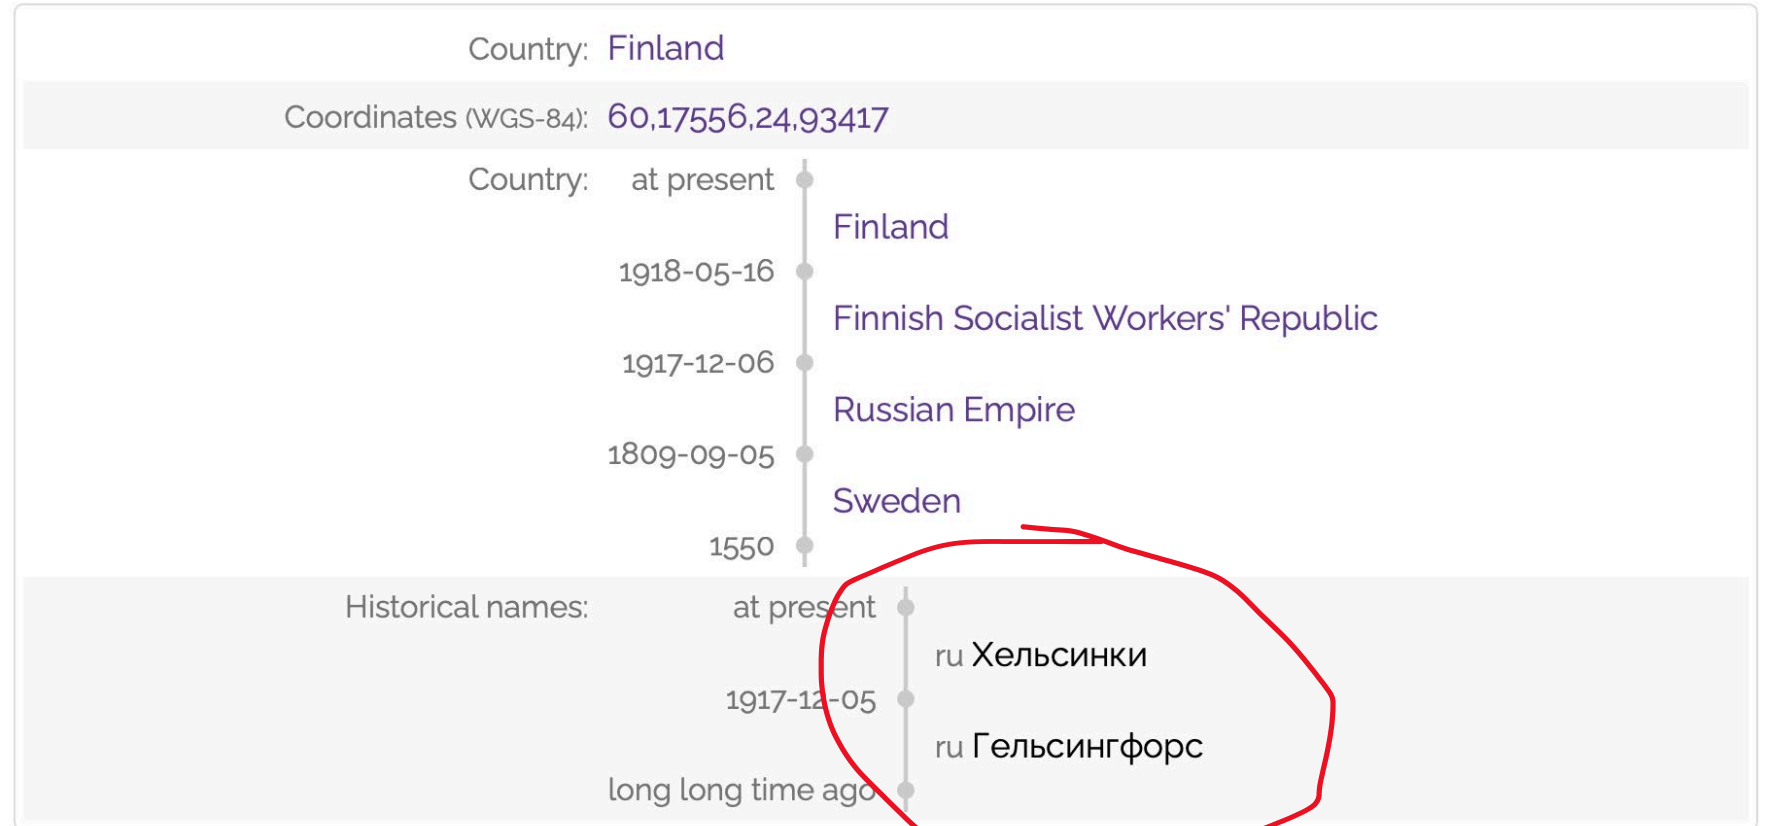 Country: Finland
Coordinates (WGS-84): 60,17556,24,93417
Country: at present
Finland
1918-05-16
Finnish Socialist Workers' Republic
1917-12-06
Russian Empire
1809-09-05
Sweden
1550
Historical names: at present
ru Хельсинки
1917-12-05
ru Гельсингфорс
long long time ago